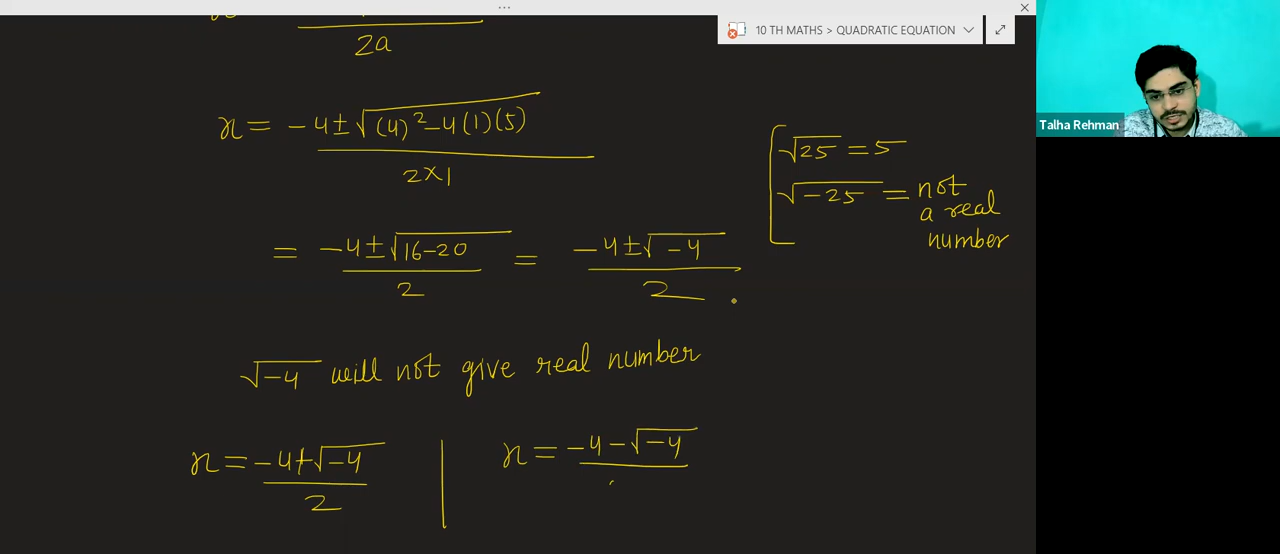 10 TH MATHS > QUADRATIC EQUATION
Talha Rehman
2a
x = -4±√(4)²-4(1)(5)
2×1
= -4±√16-20 = -4±√-4
2 2
√25 = 5
√-25 = not
a real
number
√-4 will not give real number
x = -4+√-4 | x = -4-√-4
2